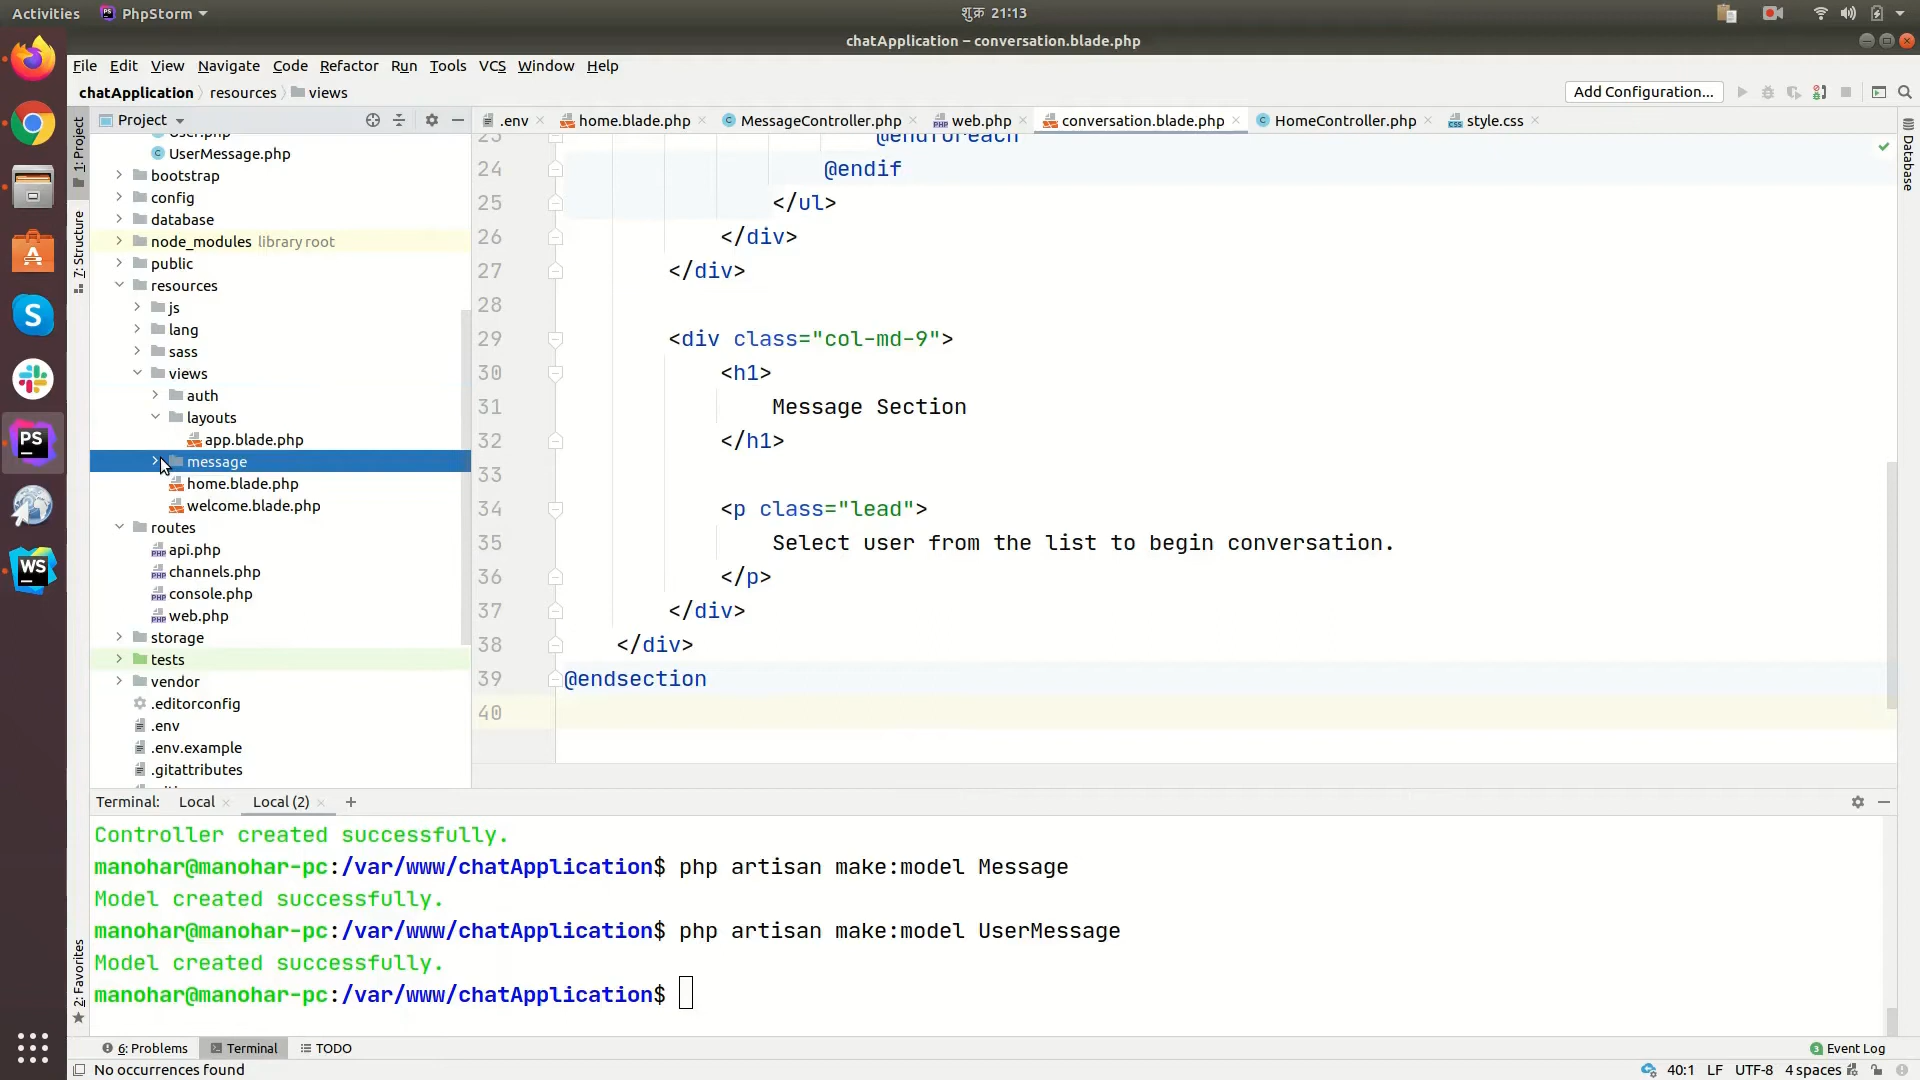 Activities PhpStorm शुक्र 21:13
chatApplication – conversation.blade.php
File Edit View Navigate Code Refactor Run Tools VCS Window Help
chatApplication resources views Add Configuration...
Project
.env home.blade.php MessageController.php web.php conversation.blade.php HomeController.php style.css
1: Project
7: Structure
2: Favorites
Database
User.php
UserMessage.php
bootstrap
config
database
node_modules library root
public
resources
js
lang
sass
views
auth
layouts
app.blade.php
message
home.blade.php
welcome.blade.php
routes
api.php
channels.php
console.php
web.php
storage
tests
vendor
.editorconfig
.env
.env.example
.gitattributes
23 @endforeach
24 @endif
25 </ul>
26 </div>
27 </div>
28
29 <div class="col-md-9">
30 <h1>
31 Message Section
32 </h1>
33
34 <p class="lead">
35 Select user from the list to begin conversation.
36 </p>
37 </div>
38 </div>
39 @endsection
40
Terminal: Local Local (2) +
Controller created successfully.
manohar@manohar-pc:/var/www/chatApplication$ php artisan make:model Message
Model created successfully.
manohar@manohar-pc:/var/www/chatApplication$ php artisan make:model UserMessage
Model created successfully.
manohar@manohar-pc:/var/www/chatApplication$
6: Problems Terminal TODO 3 Event Log
No occurrences found 40:1 LF UTF-8 4 spaces